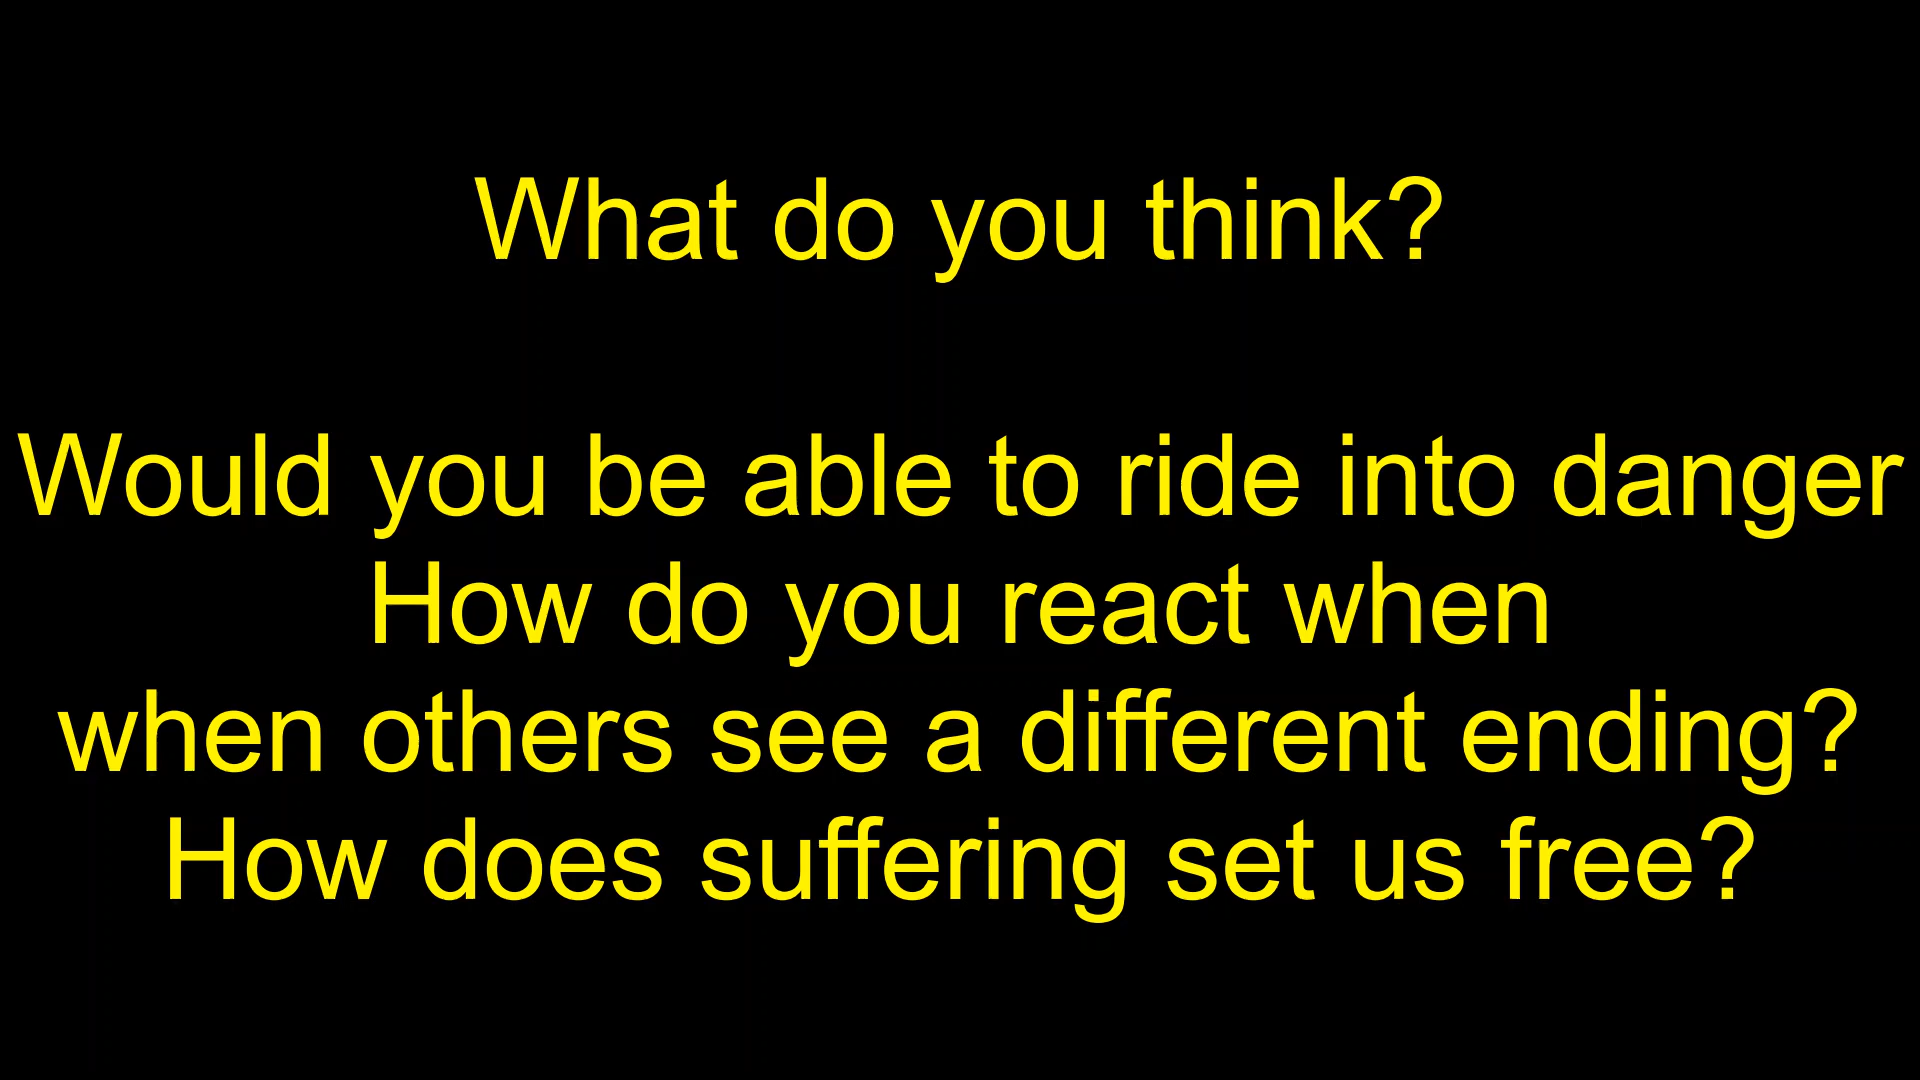 What do you think?
Would you be able to ride into danger
How do you react when
when others see a different ending?
How does suffering set us free?